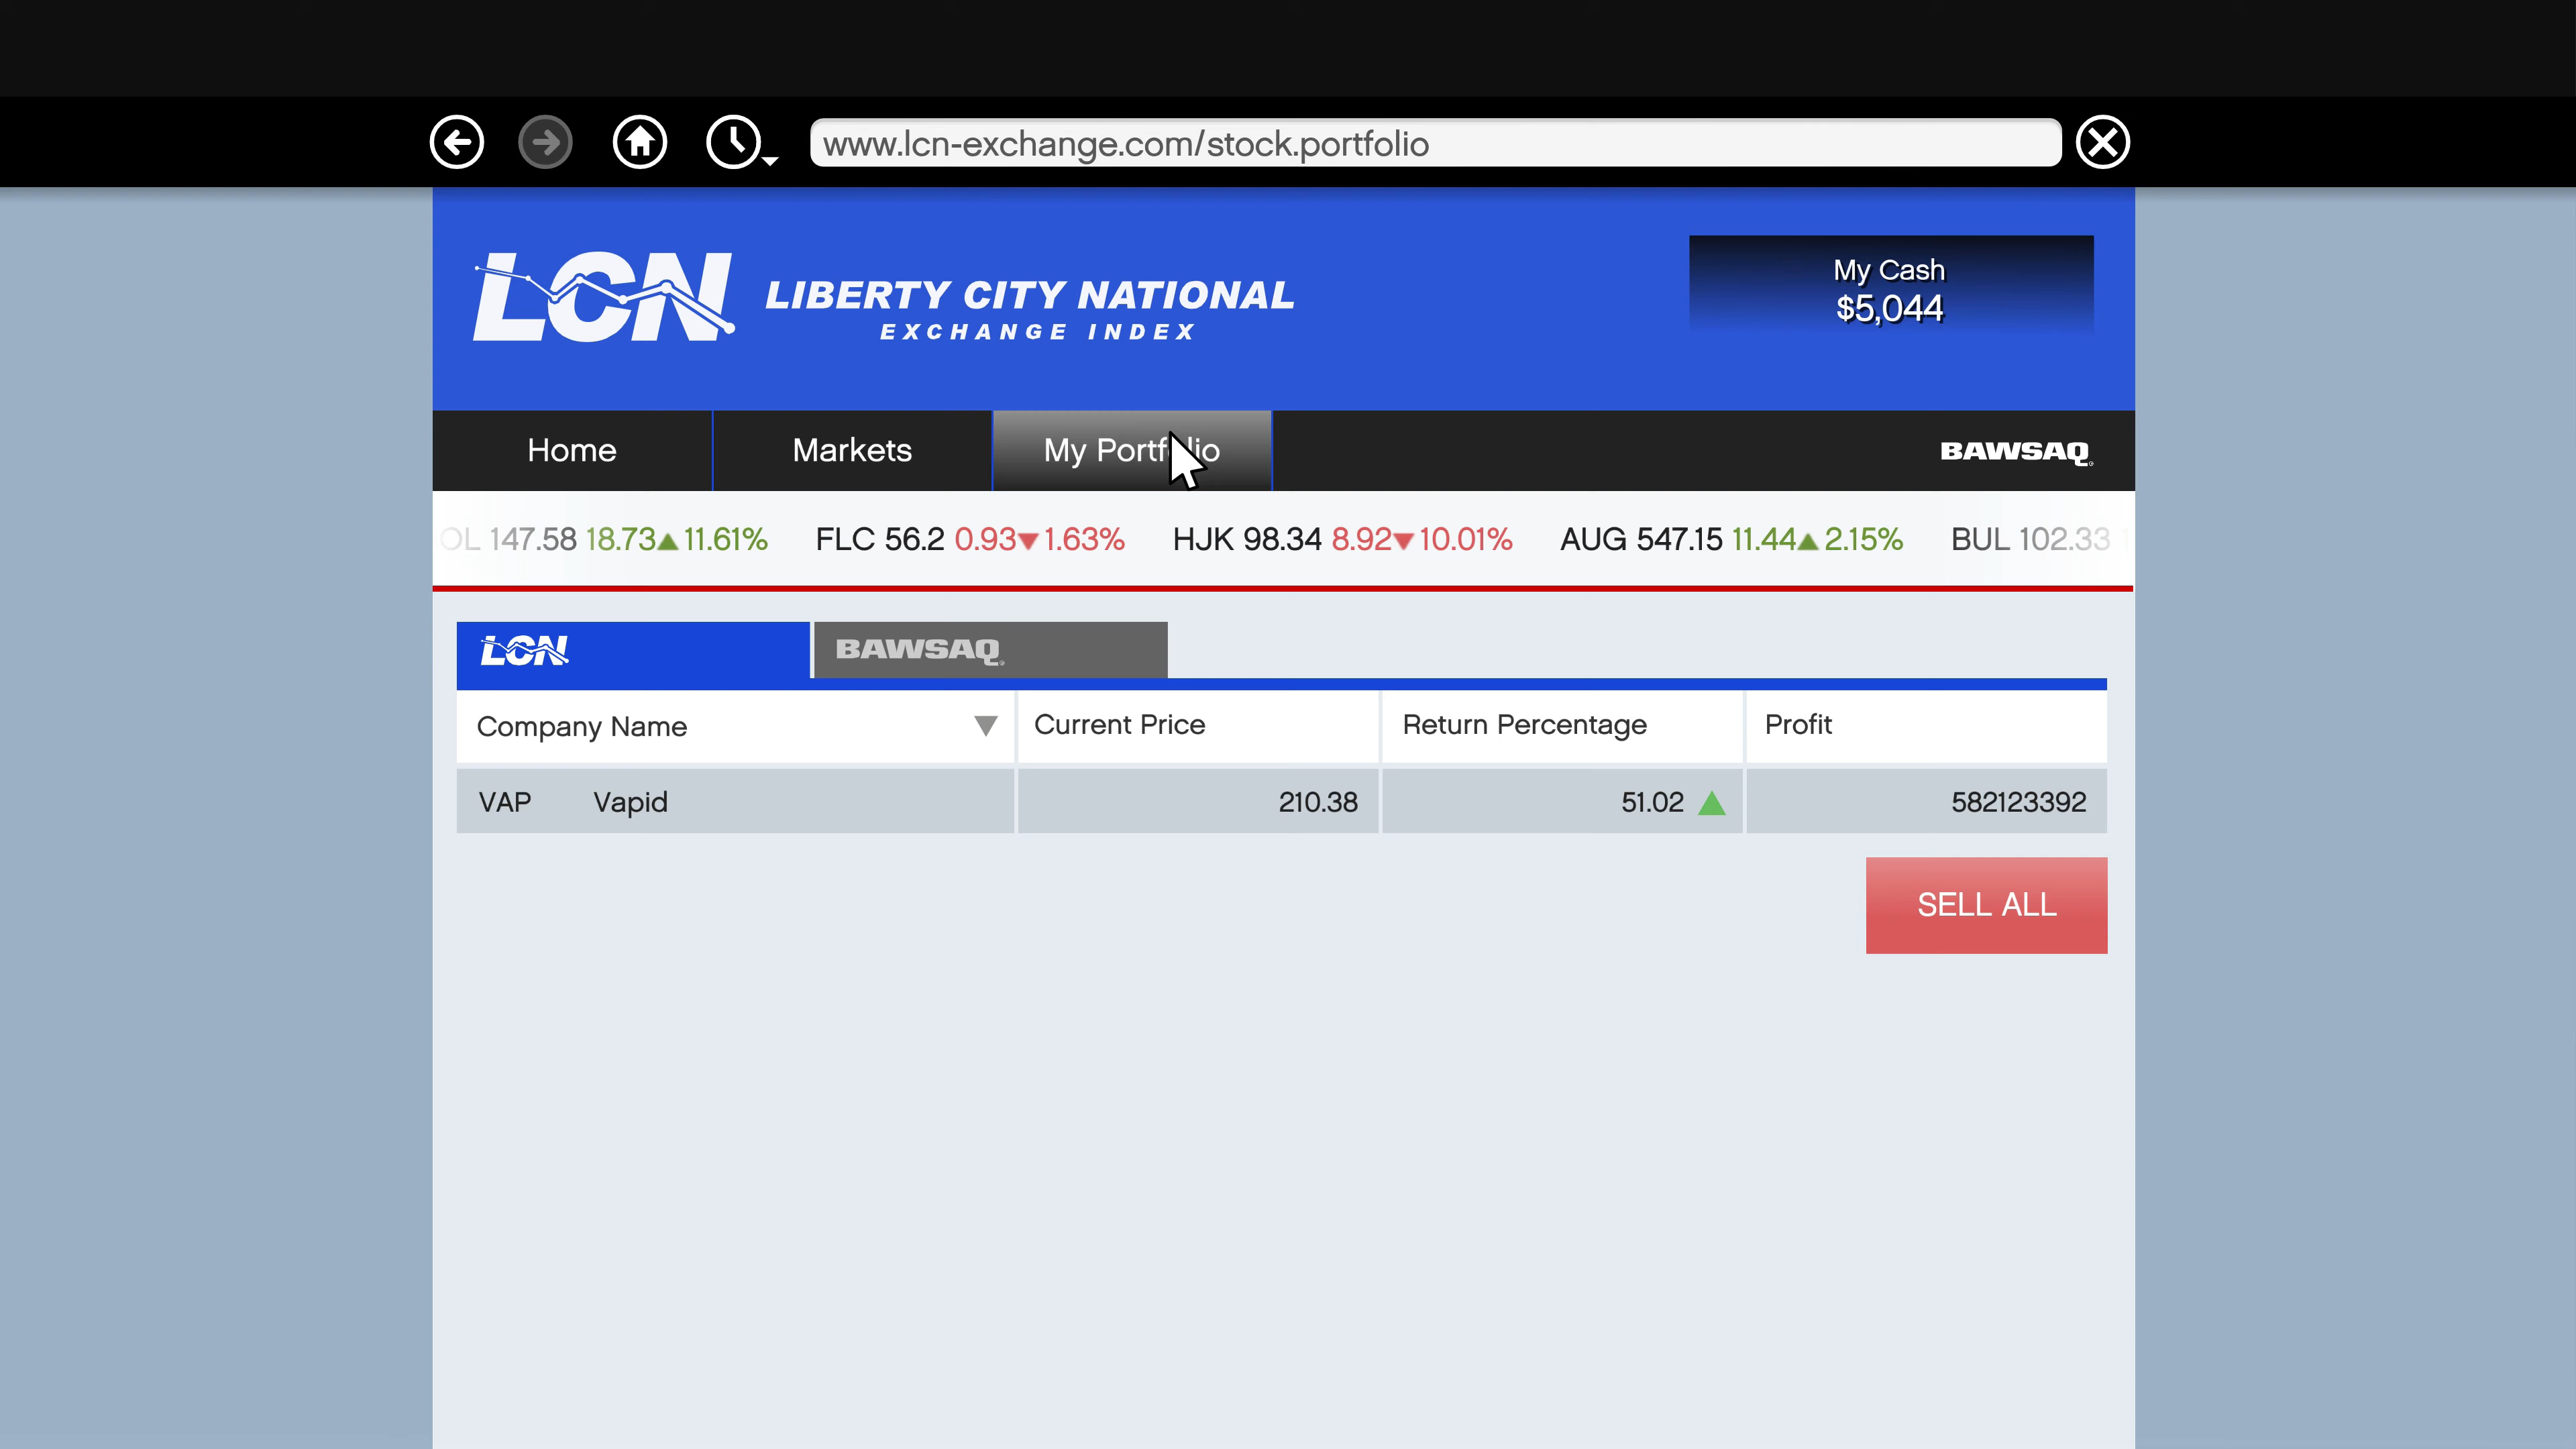 www.lcn-exchange.com/stock.portfolio
LCN LIBERTY CITY NATIONAL
EXCHANGE INDEX
My Cash
$5,044
Home Markets My Portfolio BAWSAQ
OL 147.58 18.73▲11.61% FLC 56.2 0.93▼1.63% HJK 98.34 8.92▼10.01% AUG 547.15 11.44▲2.15% BUL 102.33
LCN BAWSAQ
Company Name ▼ Current Price Return Percentage Profit
VAP Vapid 210.38 51.02 ▲ 582123392
SELL ALL